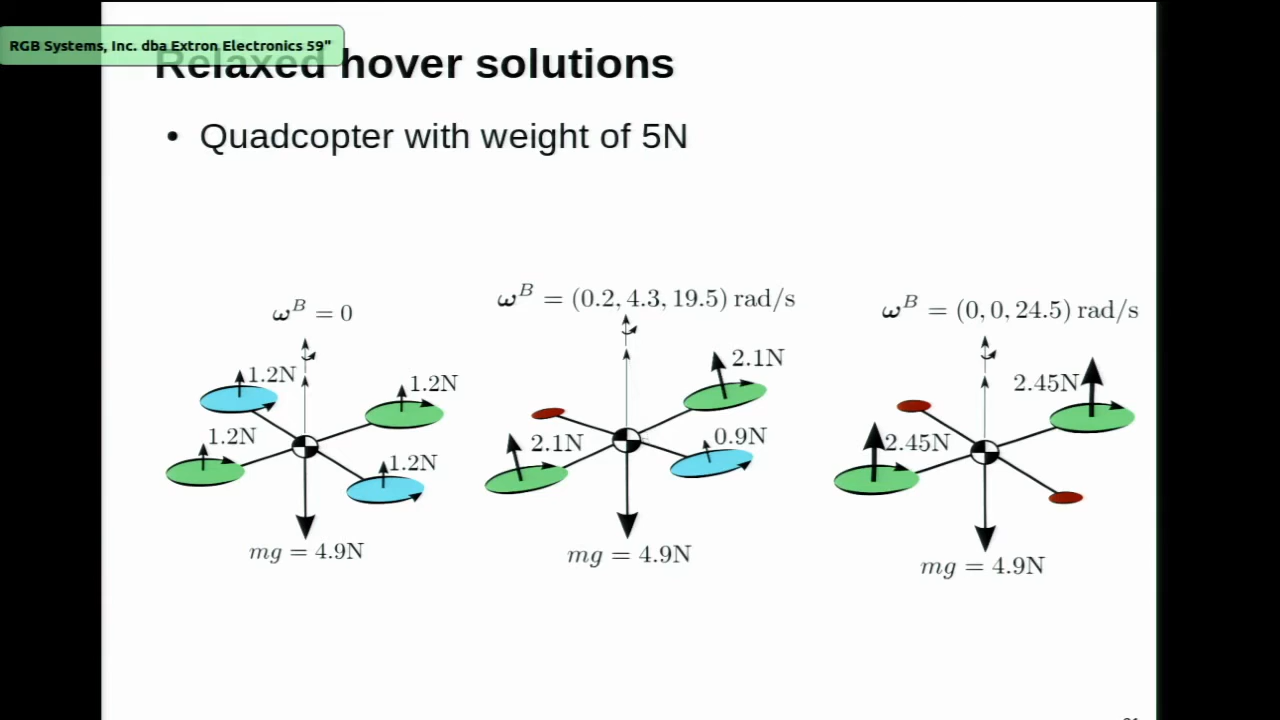 RGB Systems, Inc. dba Extron Electronics 59"
Relaxed hover solutions
• Quadcopter with weight of 5N
ω^B = 0
1.2N
1.2N
1.2N
1.2N
mg = 4.9N
ω^B = (0.2, 4.3, 19.5) rad/s
2.1N
2.1N
0.9N
mg = 4.9N
ω^B = (0, 0, 24.5) rad/s
2.45N
2.45N
mg = 4.9N